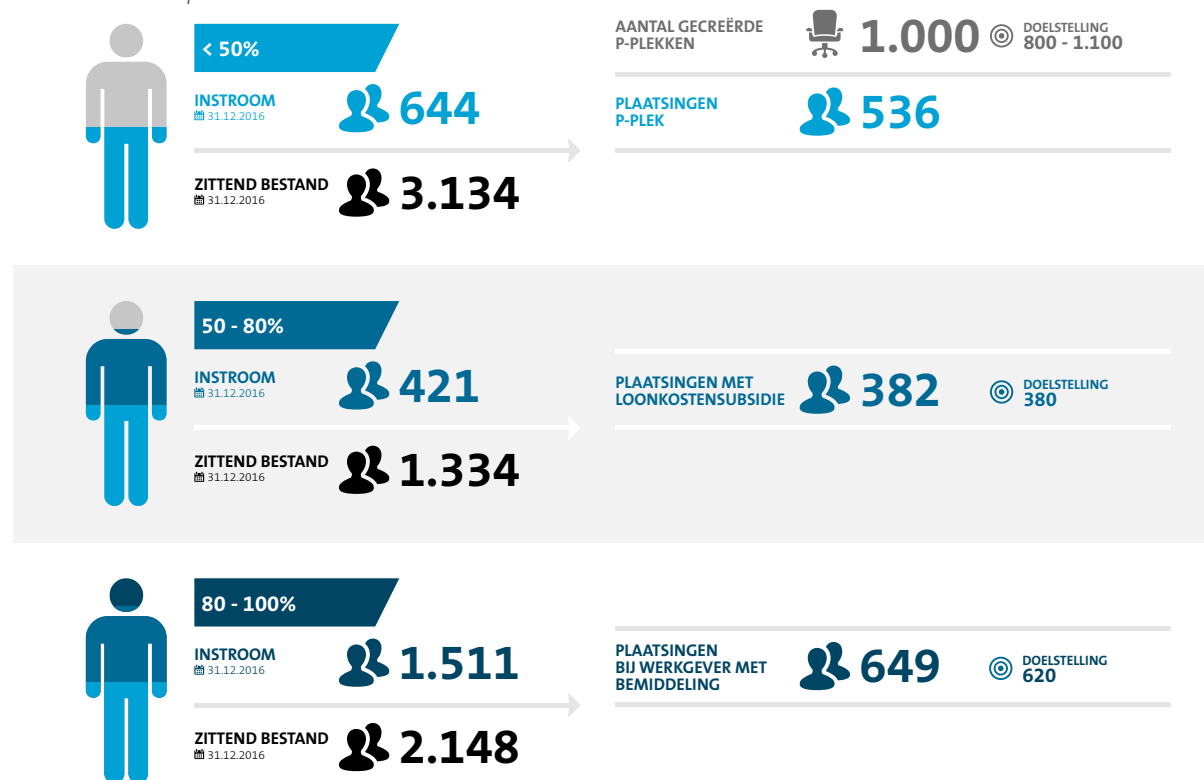 < 50%
INSTROOM
31.12.2016
644
ZITTEND BESTAND
31.12.2016
3.134
AANTAL GECREËRDE
P-PLEKKEN
1.000
DOELSTELLING
800 - 1.100
PLAATSINGEN
P-PLEK
536
50 - 80%
INSTROOM
31.12.2016
421
ZITTEND BESTAND
31.12.2016
1.334
PLAATSINGEN MET
LOONKOSTENSUBSIDIE
382
DOELSTELLING
380
80 - 100%
INSTROOM
31.12.2016
1.511
ZITTEND BESTAND
31.12.2016
2.148
PLAATSINGEN
BIJ WERKGEVER MET
BEMIDDELING
649
DOELSTELLING
620